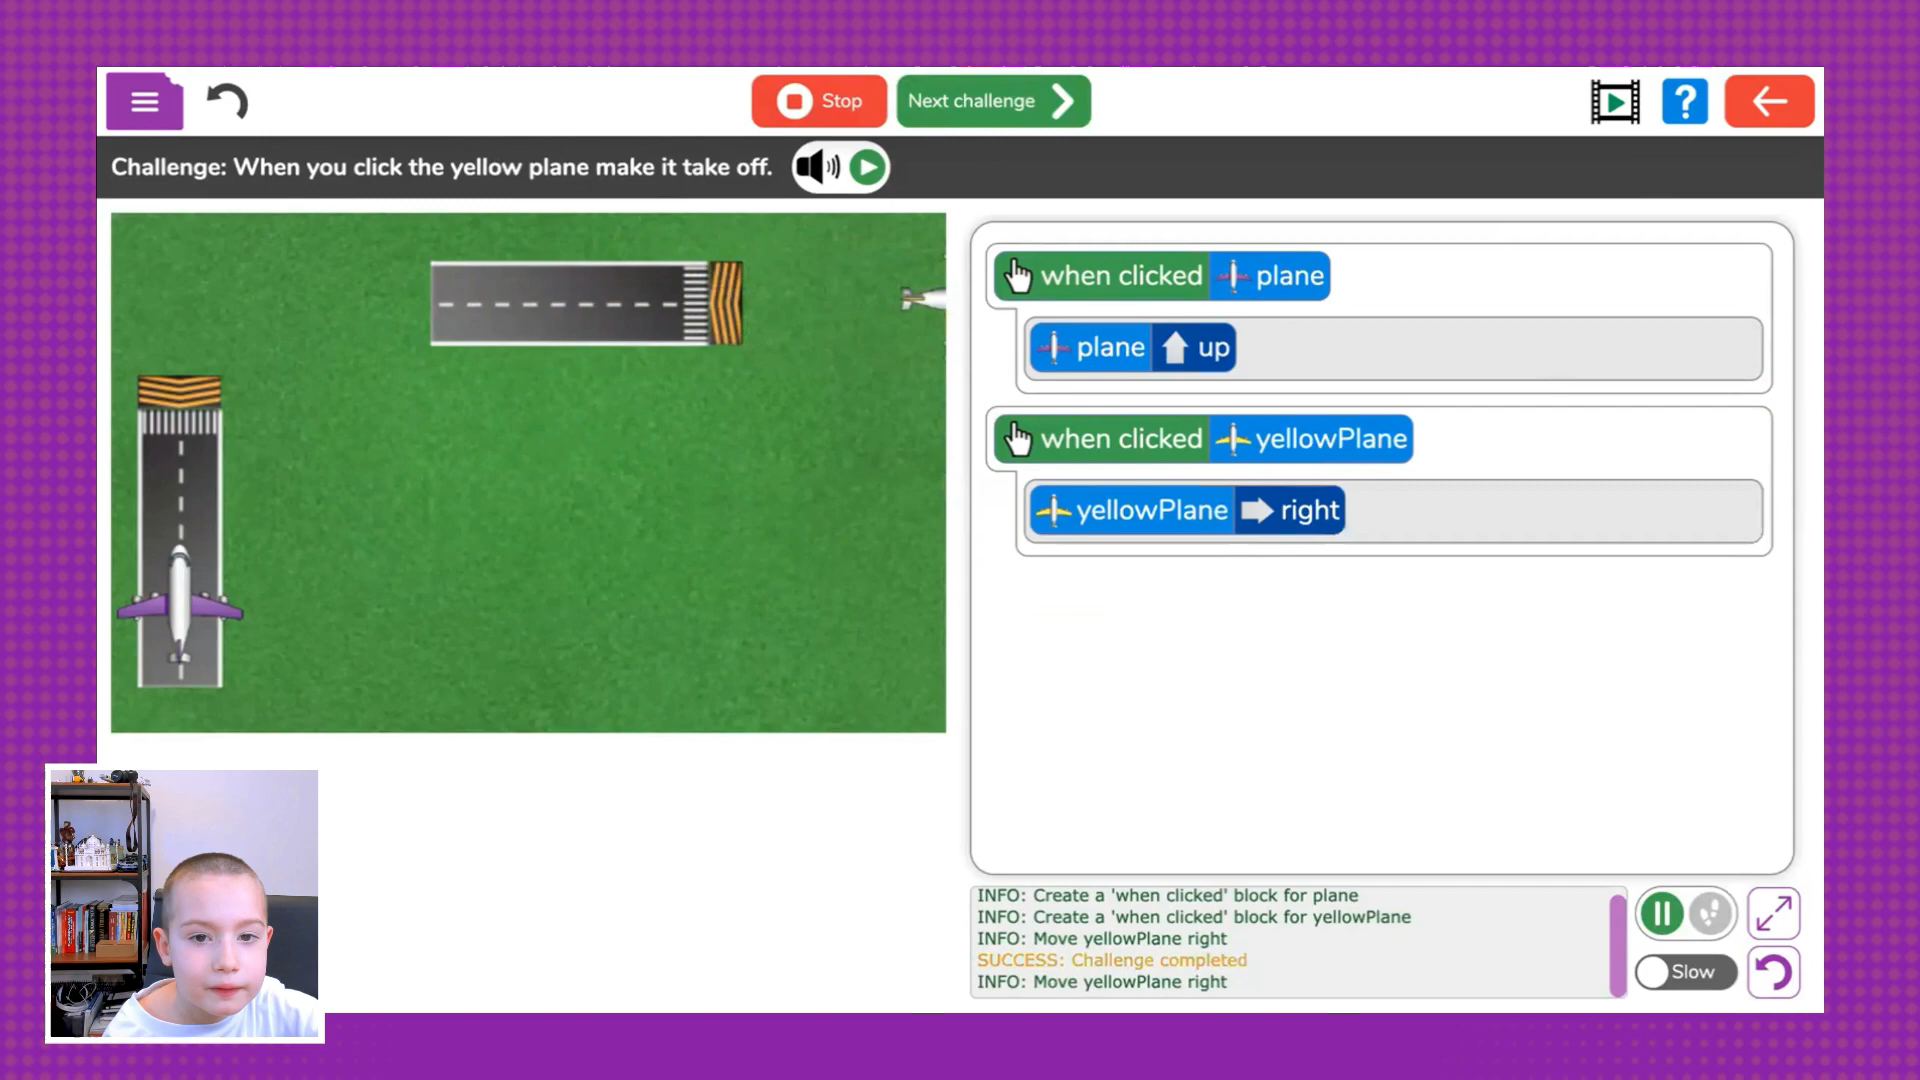 Stop
Next challenge
?
Challenge: When you click the yellow plane make it take off.
when clicked plane
plane up
when clicked yellowPlane
yellowPlane right
INFO: Create a 'when clicked' block for plane
INFO: Create a 'when clicked' block for yellowPlane
INFO: Move yellowPlane right
SUCCESS: Challenge completed
INFO: Move yellowPlane right
Slow